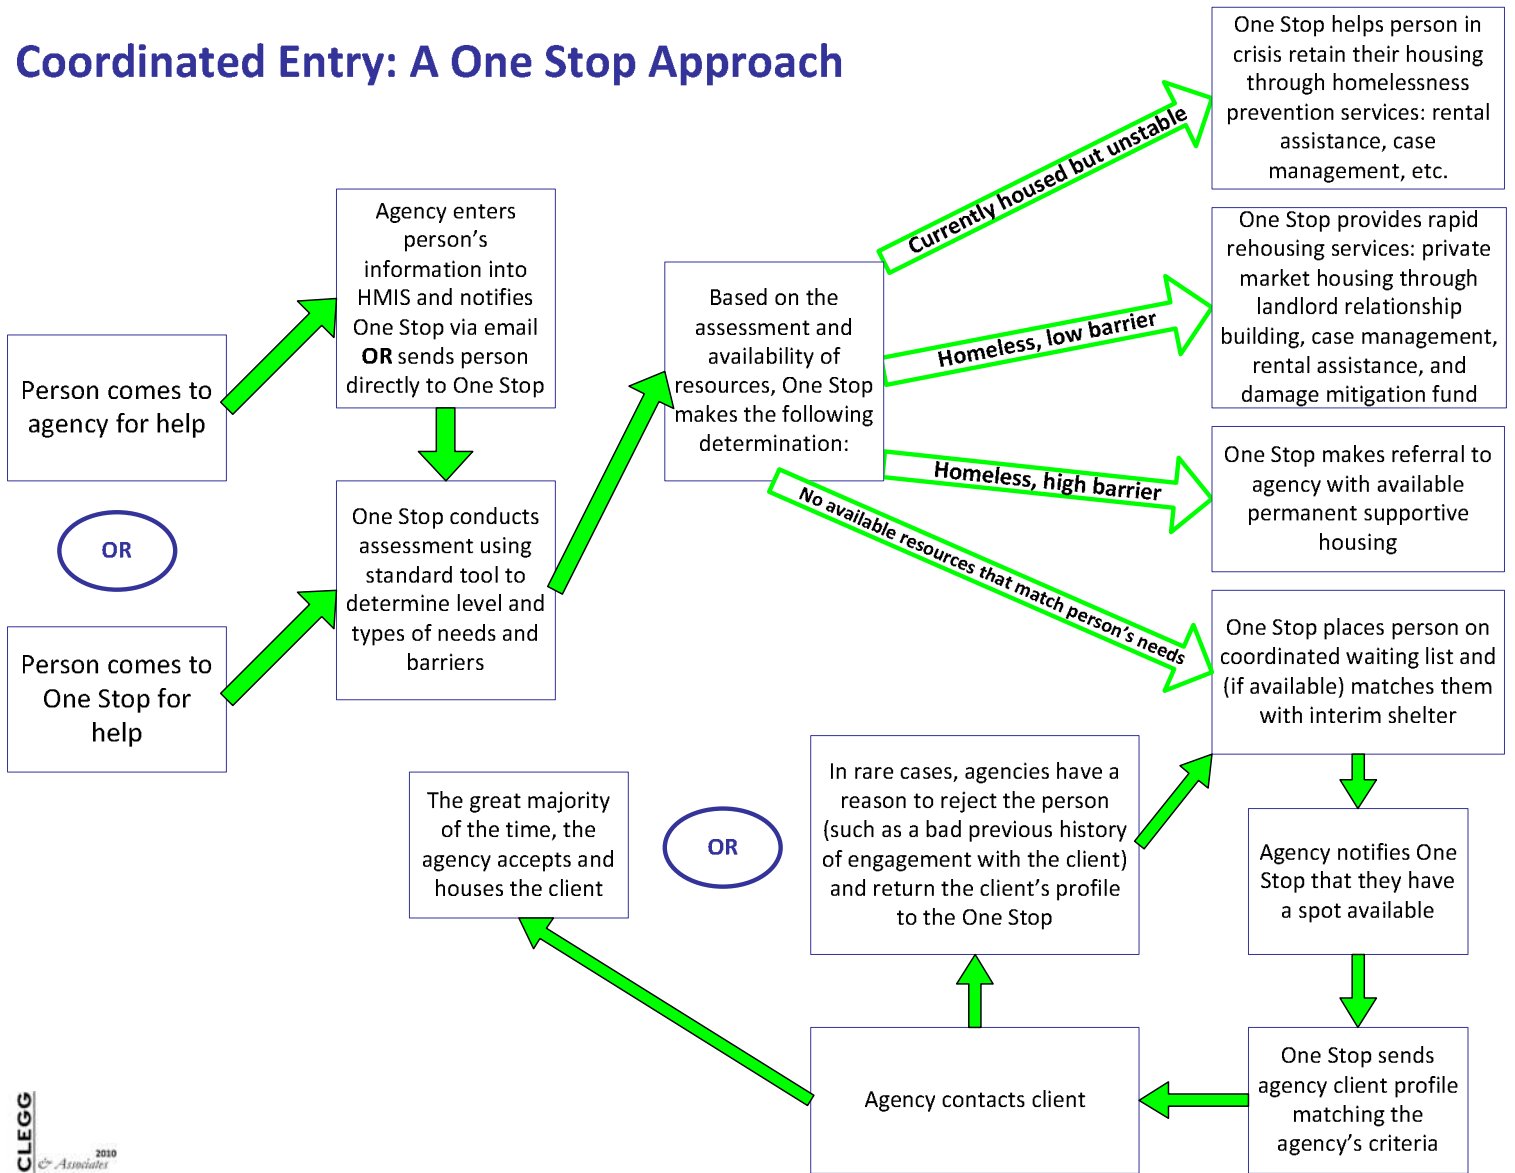 Coordinated Entry: A One Stop Approach
Person comes to
agency for help
OR
Person comes to
One Stop for
help
Agency enters
person’s
information into
HMIS and notifies
One Stop via email
OR sends person
directly to One Stop
One Stop conducts
assessment using
standard tool to
determine level and
types of needs and
barriers
Based on the
assessment and
availability of
resources, One Stop
makes the following
determination:
Currently housed but unstable
One Stop helps person in
crisis retain their housing
through homelessness
prevention services: rental
assistance, case
management, etc.
Homeless, low barrier
One Stop provides rapid
rehousing services: private
market housing through
landlord relationship
building, case management,
rental assistance, and
damage mitigation fund
Homeless, high barrier
One Stop makes referral to
agency with available
permanent supportive
housing
No available resources that match person’s needs
One Stop places person on
coordinated waiting list and
(if available) matches them
with interim shelter
Agency notifies One
Stop that they have
a spot available
One Stop sends
agency client profile
matching the
agency’s criteria
Agency contacts client
In rare cases, agencies have a
reason to reject the person
(such as a bad previous history
of engagement with the client)
and return the client’s profile
to the One Stop
OR
The great majority
of the time, the
agency accepts and
houses the client
CLEGG
& Associates
2010